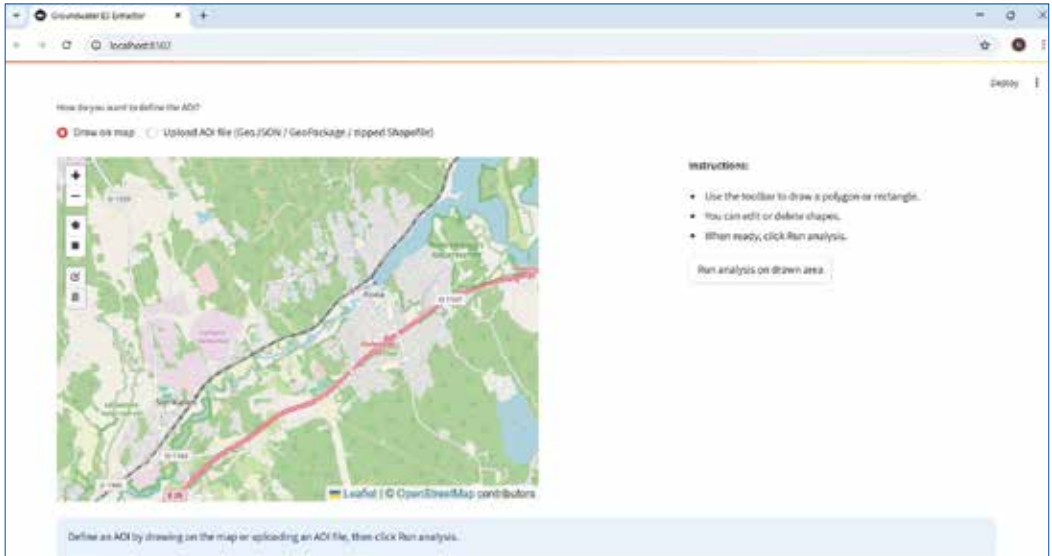 Groundwater EJ Extractor
localhost:8502
Deploy
How do you want to define the AOI?
Draw on map
Upload AOI file (GeoJSON / GeoPackage / zipped Shapefile)
Instructions:
Use the toolbar to draw a polygon or rectangle.
You can edit or delete shapes.
When ready, click Run analysis.
Run analysis on drawn area
Leaflet | © OpenStreetMap contributors
Define an AOI by drawing on the map or uploading an AOI file, then click Run analysis.